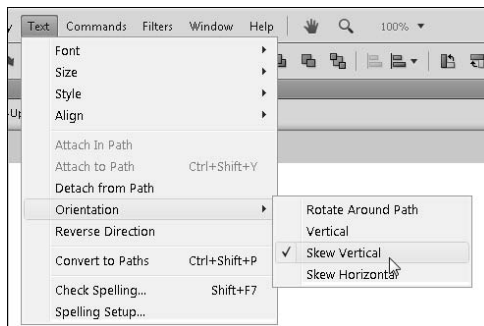 Text Commands Filters Window Help 100%
Font
Size
Style
Align
Attach In Path
Attach to Path Ctrl+Shift+Y
Detach from Path
Orientation
Rotate Around Path
Reverse Direction
Vertical
Skew Vertical
Convert to Paths Ctrl+Shift+P
Skew Horizontal
Check Spelling... Shift+F7
Spelling Setup...